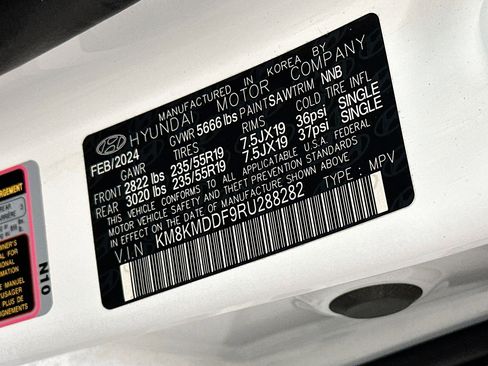 MANUFACTURED IN KOREA BY
HYUNDAI MOTOR COMPANY
FEB/2024 GVWR 5666 lbs PAINT SAW TRIM NNB
GAWR TIRES RIMS COLD TIRE INFL
FRONT 2822 lbs 235/55R19 7.5JX19 36psi SINGLE
REAR 3020 lbs 235/55R19 7.5JX19 37psi SINGLE
THIS VEHICLE CONFORMS TO ALL APPLICABLE U.S.A. FEDERAL
MOTOR VEHICLE SAFETY AND THEFT PREVENTION STANDARDS
IN EFFECT ON THE DATE OF MANUFACTURE SHOWN ABOVE
V.I.N KM8KMDDF9RU288282 TYPE : MPV
N10